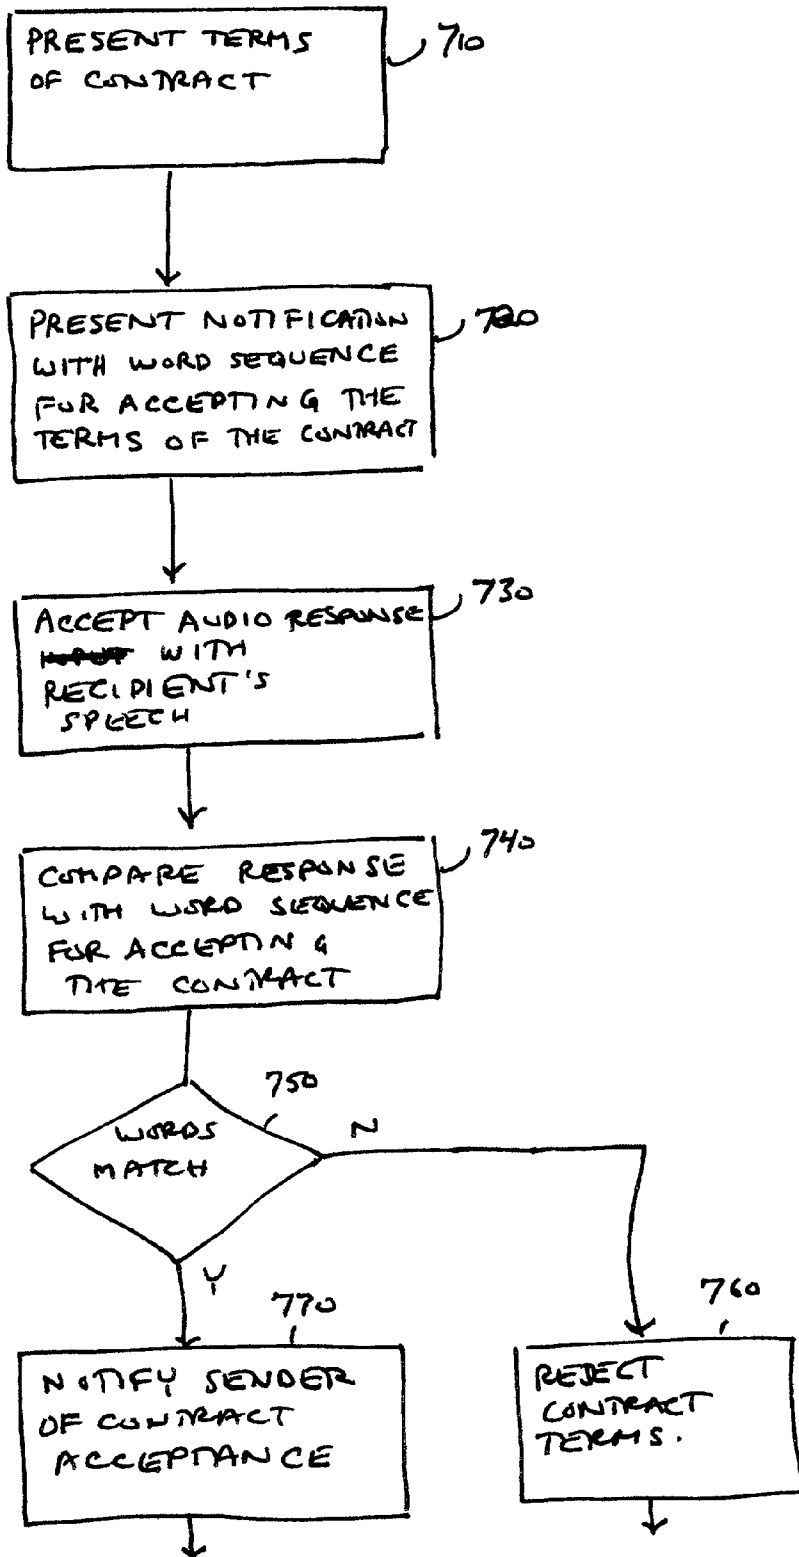 PRESENT TERMS
OF CONTRACT
710
PRESENT NOTIFICATION
WITH WORD SEQUENCE
FOR ACCEPTING THE
TERMS OF THE CONTRACT
720
ACCEPT AUDIO RESPONSE
WITH
RECIPIENT'S
SPEECH
730
COMPARE RESPONSE
WITH WORD SEQUENCE
FOR ACCEPTING
THE CONTRACT
740
750
WORDS
MATCH
N
Y
770
NOTIFY SENDER
OF CONTRACT
ACCEPTANCE
760
REJECT
CONTRACT
TERMS.